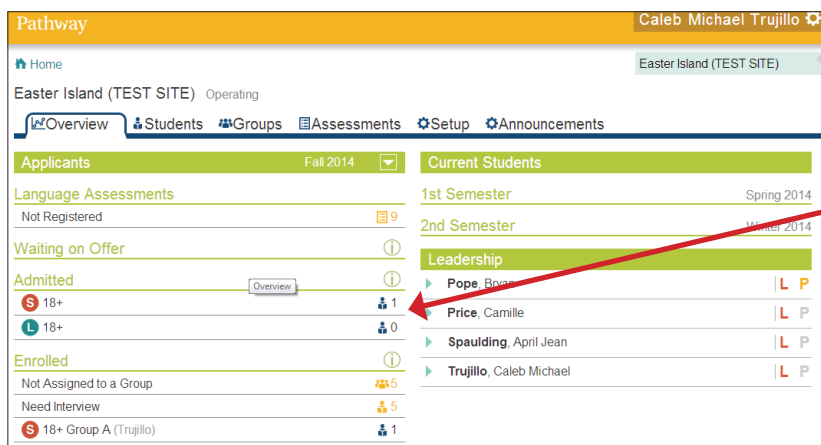 Pathway
Caleb Michael Trujillo
Home
Easter Island (TEST SITE)
Easter Island (TEST SITE) Operating
Overview Students Groups Assessments Setup Announcements
Applicants Fall 2014
Language Assessments
Not Registered 9
Waiting on Offer
Admitted
Overview
S 18+ 1
L 18+ 0
Enrolled
Not Assigned to a Group 5
Need Interview 5
S 18+ Group A (Trujillo) 1
Current Students
1st Semester Spring 2014
2nd Semester Winter 2014
Leadership
Pope, Bryan L P
Price, Camille L P
Spaulding, April Jean L P
Trujillo, Caleb Michael L P